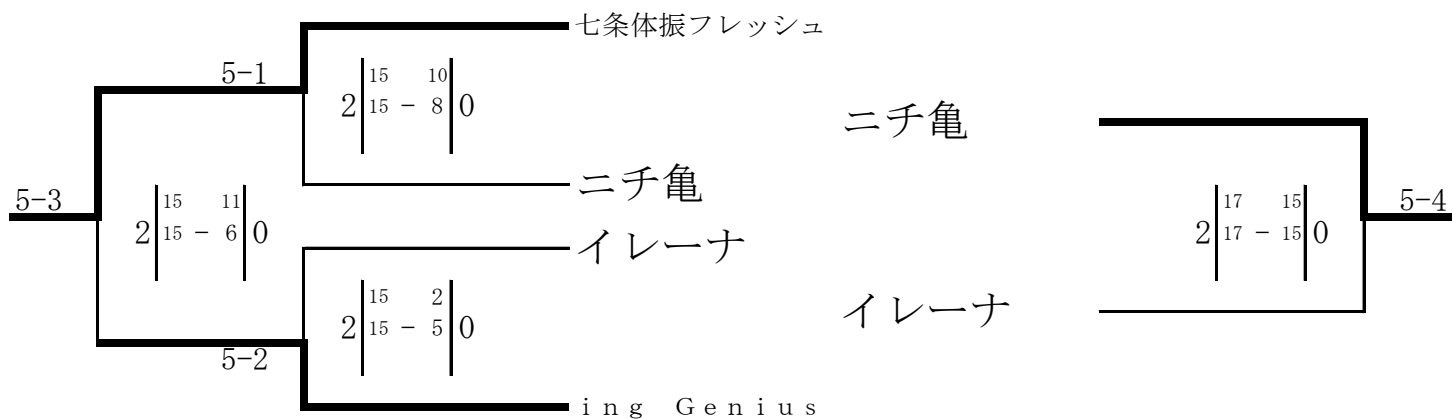 七条体振フレッシュ
5-1
15 10
2 15 - 8 0
ニチ亀
5-3
15 11
2 15 - 6 0
イレーナ
15 2
2 15 - 5 0
5-2
ｉｎｇ　Ｇｅｎｉｕｓ
ニチ亀
5-4
17 15
2 17 - 15 0
イレーナ